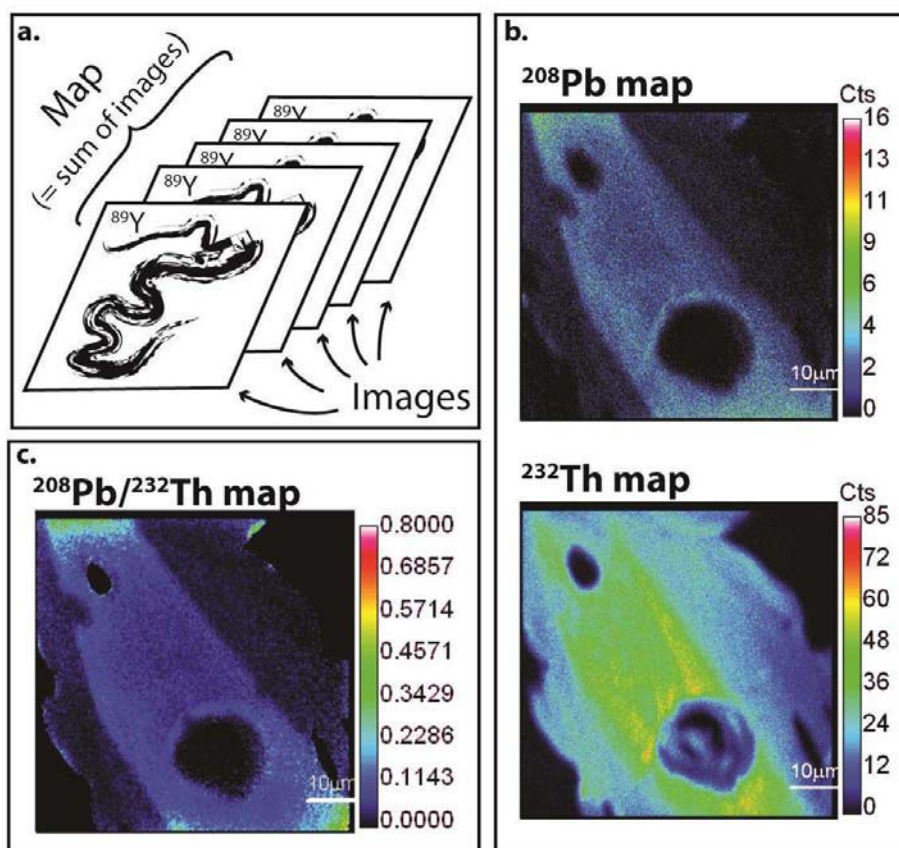 a.
Map
(= sum of images)
89Y
89Y
89Y
89Y
89Y
Images
b.
208Pb map
Cts
16
13
11
9
6
4
2
0
10μm
232Th map
Cts
85
72
60
48
36
24
12
0
10μm
c.
208Pb/232Th map
0.8000
0.6857
0.5714
0.4571
0.3429
0.2286
0.1143
0.0000
10μm